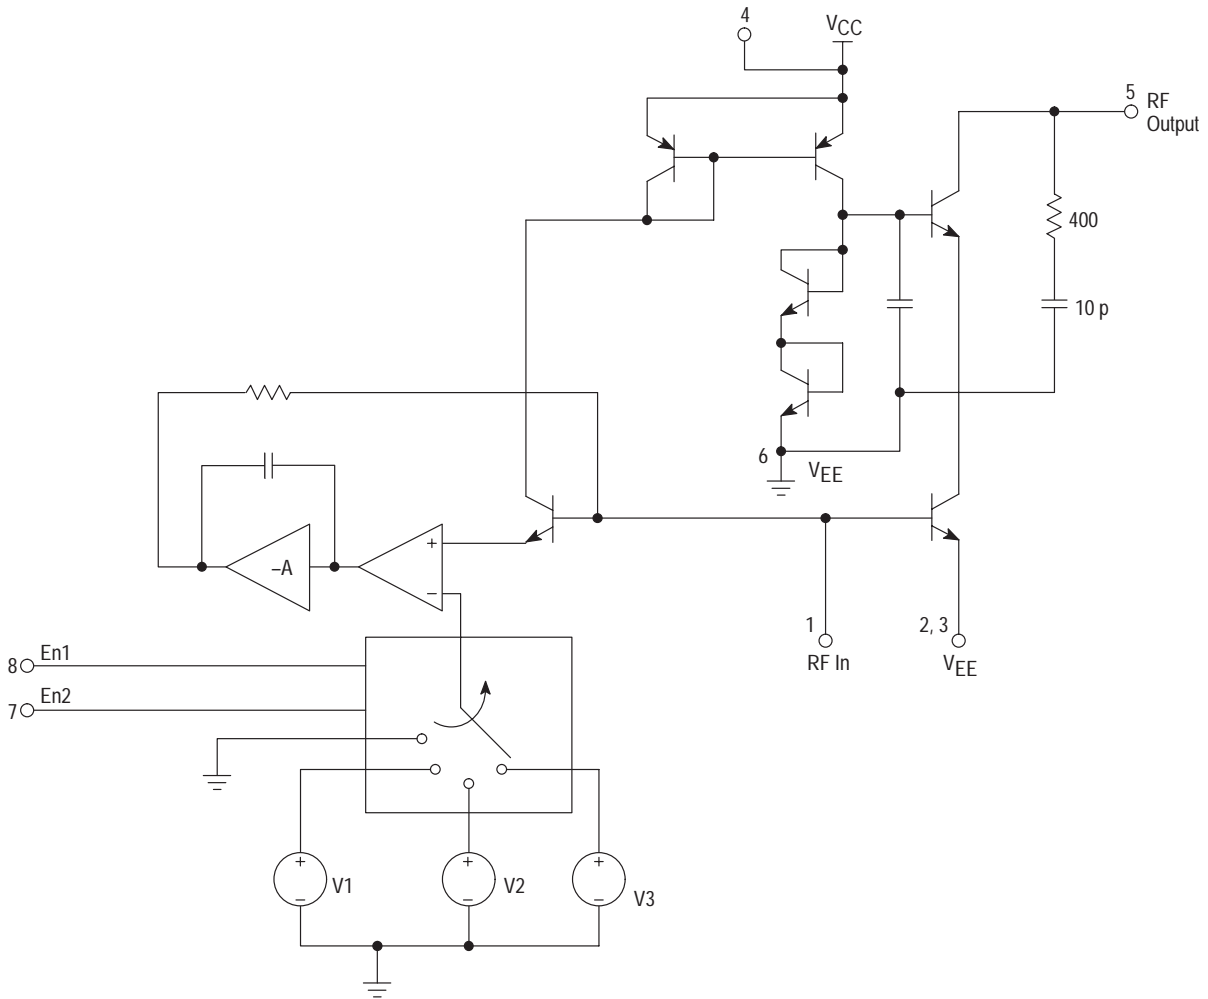 4
VCC
5
RF
Output
400
10 p
6
VEE
–A
+
–
1
RF In
2, 3
VEE
8
En1
7
En2
+
–
V1
+
–
V2
+
–
V3